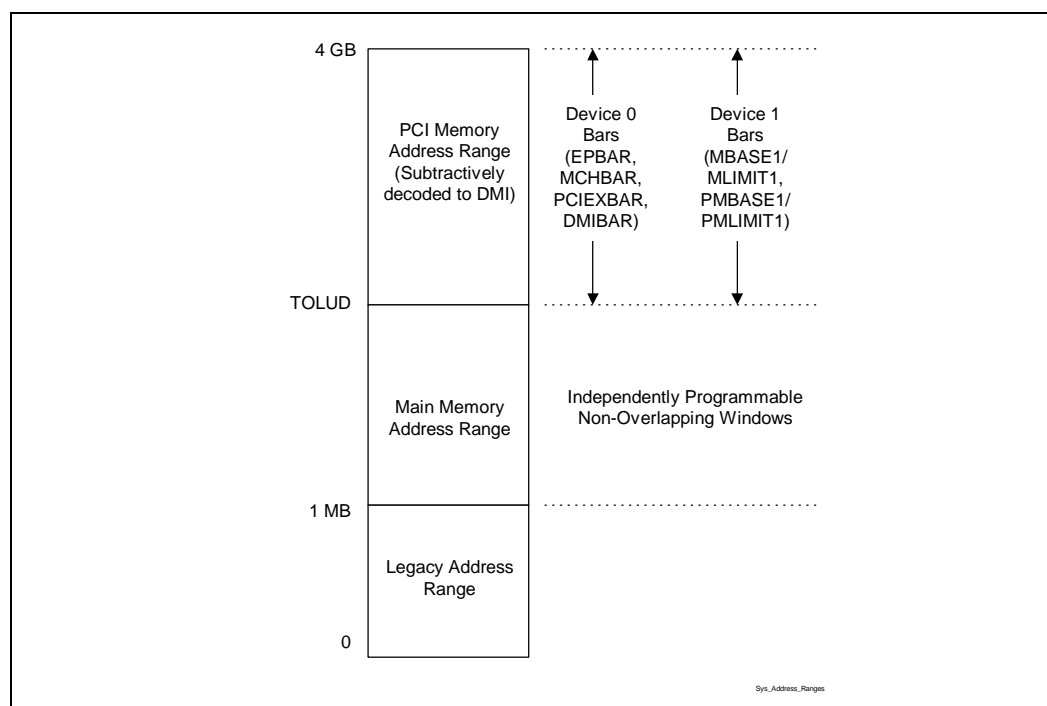 4 GB
PCI Memory
Address Range
(Subtractively
decoded to DMI)
Device 0
Bars
(EPBAR,
MCHBAR,
PCIEXBAR,
DMIBAR)
Device 1
Bars
(MBASE1/
MLIMIT1,
PMBASE1/
PMLIMIT1)
TOLUD
Main Memory
Address Range
Independently Programmable
Non-Overlapping Windows
1 MB
Legacy Address
Range
0
Sys_Address_Ranges